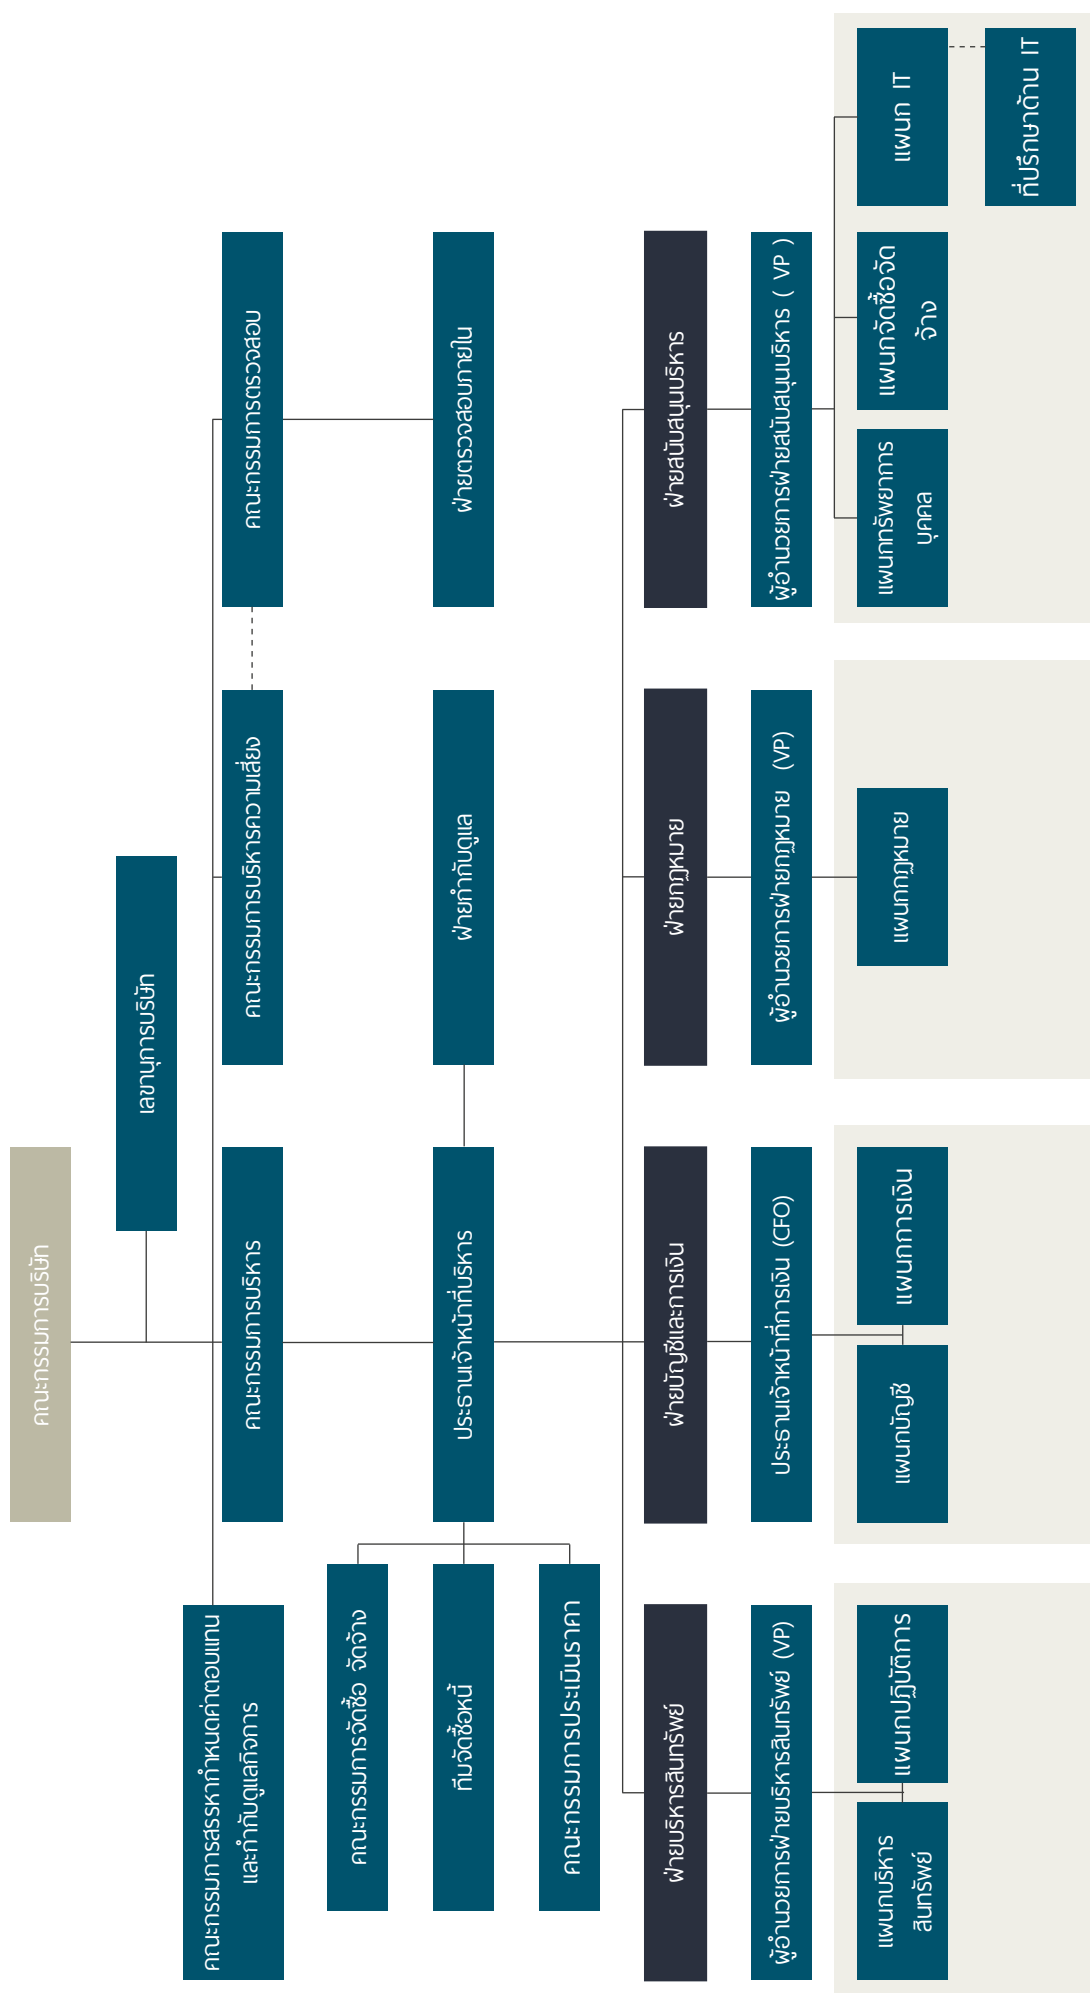 คณะกรรมการบริษัท
เลขานุการบริษัท
คณะกรรมการสรรหากำหนดค่าตอบแทน
และกำกับดูแลกิจการ
คณะกรรมการบริหาร
คณะกรรมการบริหารความเสี่ยง
คณะกรรมการตรวจสอบ
คณะกรรมการจัดซื้อ จัดจ้าง
ทีมจัดซื้อหนี้
คณะกรรมการประเมินราคา
ประธานเจ้าหน้าที่บริหาร
ฝ่ายกำกับดูแล
ฝ่ายตรวจสอบภายใน
ฝ่ายบริหารสินทรัพย์
ฝ่ายบัญชีและการเงิน
ฝ่ายกฎหมาย
ฝ่ายสนับสนุนบริหาร
ผู้อำนวยการฝ่ายบริหารสินทรัพย์ (VP)
ประธานเจ้าหน้าที่การเงิน (CFO)
ผู้อำนวยการฝ่ายกฎหมาย (VP)
ผู้อำนวยการฝ่ายสนับสนุนบริหาร ( VP )
แผนกบริหาร
สินทรัพย์
แผนกปฏิบัติการ
แผนกบัญชี
แผนกการเงิน
แผนกกฎหมาย
แผนกทรัพยาการ
บุคคล
แผนกจัดซื้อจัด
จ้าง
แผนก IT
ที่ปรึกษาด้าน IT